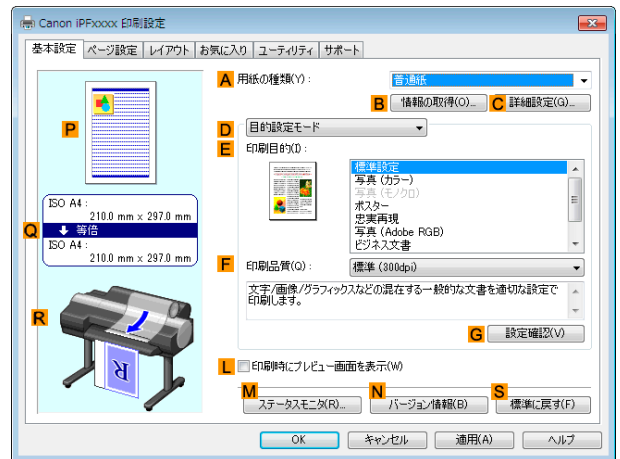 Canon iPFxxxx 印刷設定
基本設定 ページ設定 レイアウト お気に入り ユーティリティ サポート
A 用紙の種類(Y): 普通紙
B 情報の取得(O)... C 詳細設定(G)...
P
D 目的設定モード
E 印刷目的(I):
標準設定
写真 (カラー)
写真 (モノクロ)
ポスター
忠実再現
写真 (Adobe RGB)
ビジネス文書
ISO A4 :
210.0 mm x 297.0 mm
Q 等倍
ISO A4 :
210.0 mm x 297.0 mm
F 印刷品質(Q): 標準 (300dpi)
文字/画像/グラフィックスなどの混在する一般的な文書を適切な設定で
印刷します。
R
G 設定確認(V)
R
L 印刷時にプレビュー画面を表示(W)
M ステータスモニタ(R)... N バージョン情報(B) S 標準に戻す(F)
OK キャンセル 適用(A) ヘルプ